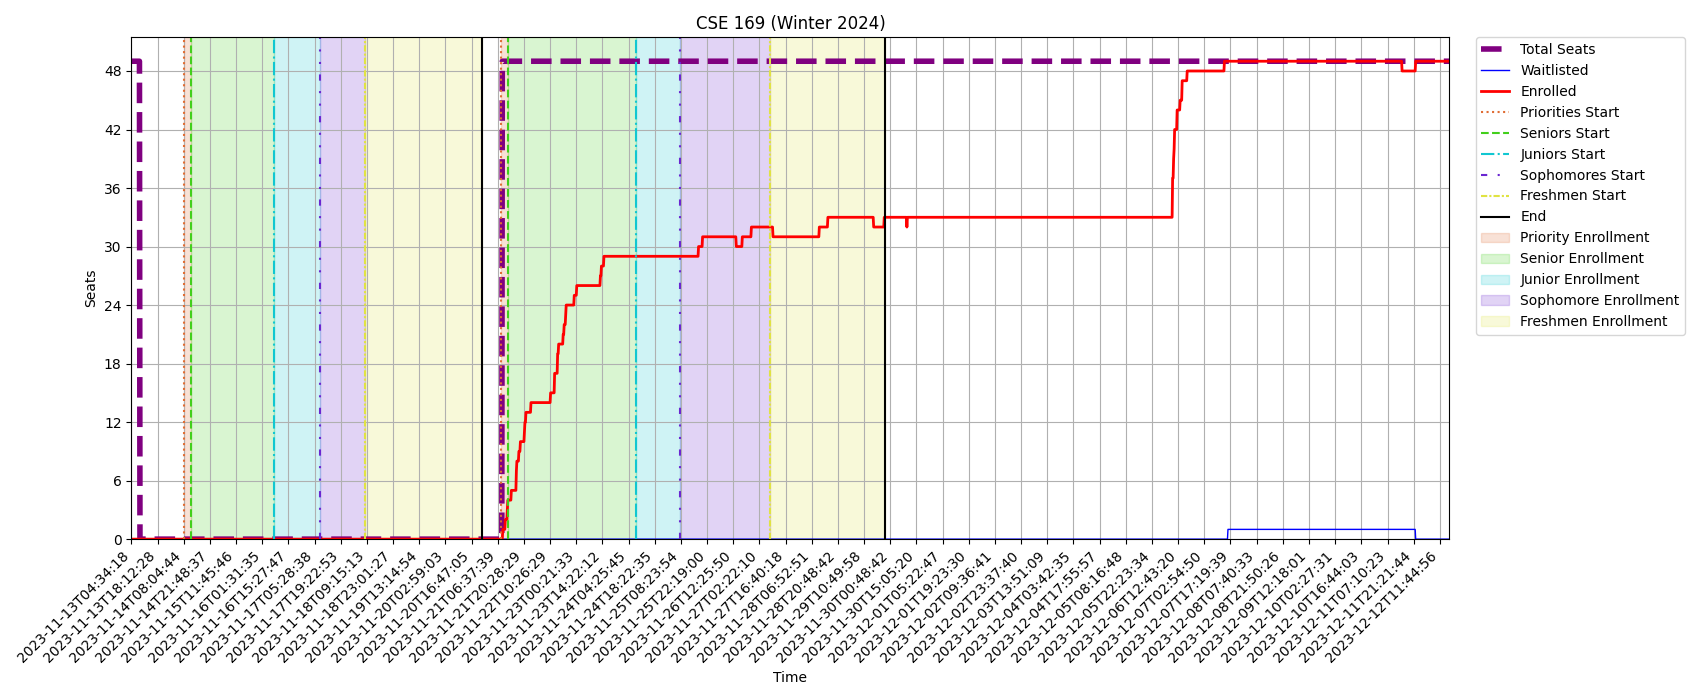 CSE 169 (Winter 2024)
Seats
48
42
36
30
24
18
12
6
0
2023-11-13T04:34:18
2023-11-13T18:12:28
2023-11-14T08:04:44
2023-11-14T21:48:37
2023-11-15T11:45:46
2023-11-16T01:31:35
2023-11-16T15:27:47
2023-11-17T05:28:38
2023-11-17T19:22:53
2023-11-18T09:15:13
2023-11-18T23:01:27
2023-11-19T13:14:54
2023-11-20T02:59:03
2023-11-20T16:47:05
2023-11-21T06:37:39
2023-11-21T20:28:29
2023-11-22T10:26:29
2023-11-23T00:21:33
2023-11-23T14:22:12
2023-11-24T04:25:45
2023-11-24T18:22:35
2023-11-25T08:23:54
2023-11-25T22:19:00
2023-11-26T12:25:50
2023-11-27T02:22:10
2023-11-27T16:40:18
2023-11-28T06:52:51
2023-11-28T20:48:42
2023-11-29T10:49:58
2023-11-30T00:48:42
2023-11-30T15:05:20
2023-12-01T05:22:47
2023-12-01T19:23:30
2023-12-02T09:36:41
2023-12-02T23:37:40
2023-12-03T13:51:09
2023-12-04T03:42:35
2023-12-04T17:55:57
2023-12-05T08:16:48
2023-12-05T22:23:34
2023-12-06T12:43:20
2023-12-07T02:54:50
2023-12-07T17:19:39
2023-12-08T07:40:33
2023-12-08T21:50:26
2023-12-09T12:18:01
2023-12-10T02:27:31
2023-12-10T16:44:03
2023-12-11T07:10:23
2023-12-11T21:21:44
2023-12-12T11:44:56
Time
Total Seats
Waitlisted
Enrolled
Priorities Start
Seniors Start
Juniors Start
Sophomores Start
Freshmen Start
End
Priority Enrollment
Senior Enrollment
Junior Enrollment
Sophomore Enrollment
Freshmen Enrollment